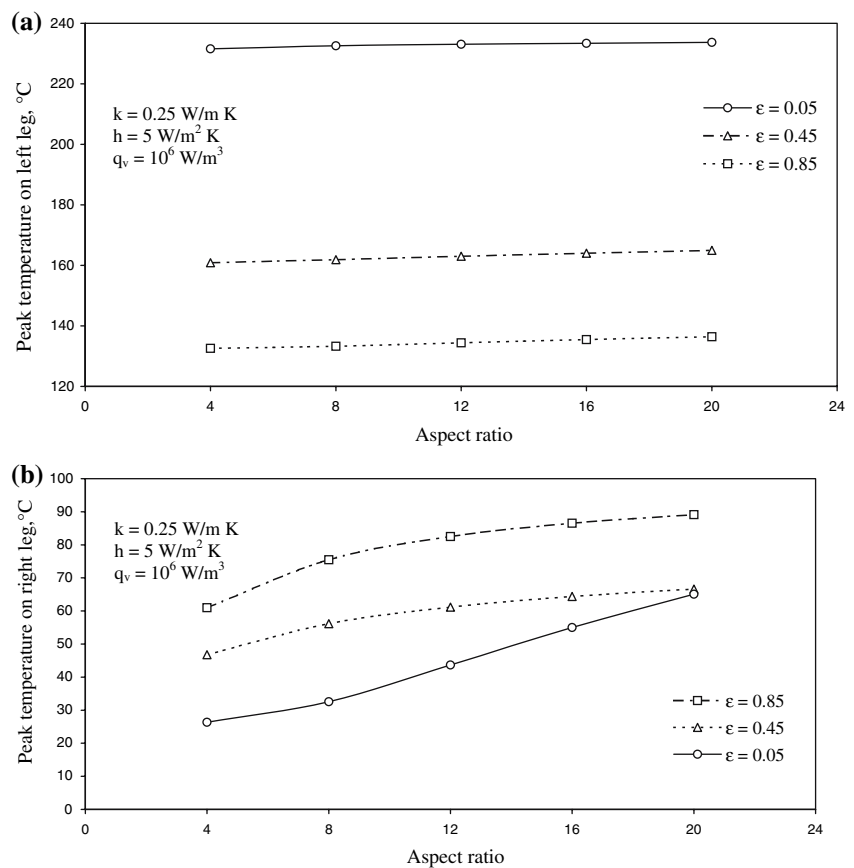 (a)
240
220
200
180
160
140
120
Peak temperature on left leg, °C
k = 0.25 W/m K
h = 5 W/m² K
qᵥ = 10⁶ W/m³
ε = 0.05
ε = 0.45
ε = 0.85
0 4 8 12 16 20 24
Aspect ratio
(b)
100
90
80
70
60
50
40
30
20
10
0
Peak temperature on right leg,°C
k = 0.25 W/m K
h = 5 W/m² K
qᵥ = 10⁶ W/m³
ε = 0.85
ε = 0.45
ε = 0.05
0 4 8 12 16 20 24
Aspect ratio